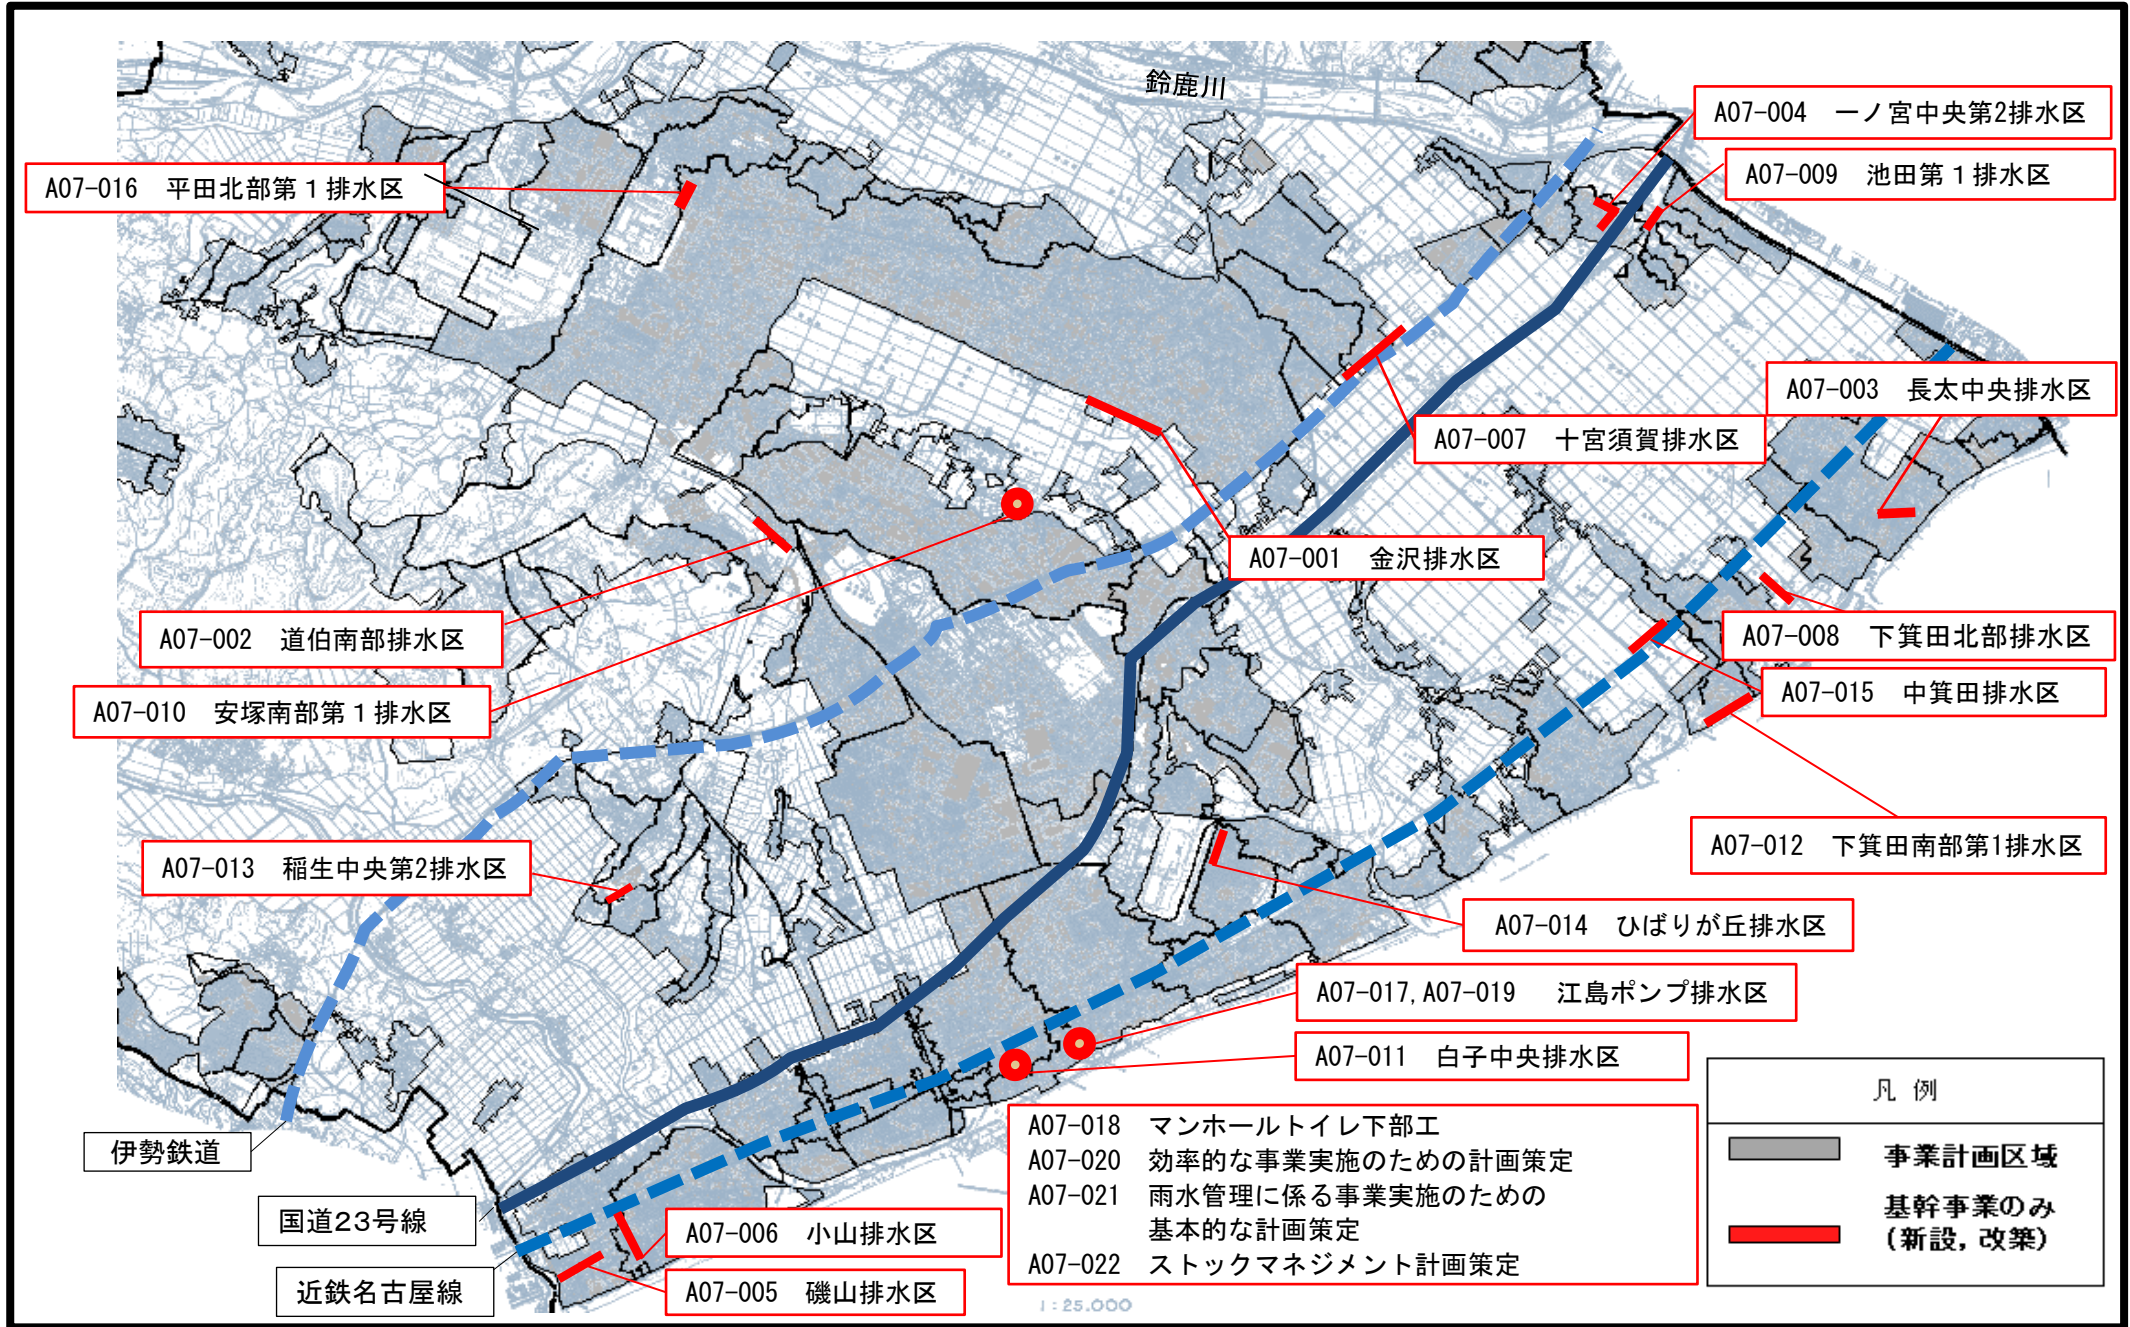 鈴鹿川
A07-004 一ノ宮中央第2排水区
A07-009 池田第1排水区
A07-016 平田北部第1排水区
A07-003 長太中央排水区
A07-007 十宮須賀排水区
A07-001 金沢排水区
A07-002 道伯南部排水区
A07-008 下箕田北部排水区
A07-015 中箕田排水区
A07-010 安塚南部第1排水区
A07-012 下箕田南部第1排水区
A07-013 稲生中央第2排水区
A07-014 ひばりが丘排水区
A07-017, A07-019 江島ポンプ排水区
A07-011 白子中央排水区
A07-018 マンホールトイレ下部工
A07-020 効率的な事業実施のための計画策定
A07-021 雨水管理に係る事業実施のための
基本的な計画策定
A07-022 ストックマネジメント計画策定
伊勢鉄道
国道23号線
近鉄名古屋線
A07-006 小山排水区
A07-005 磯山排水区
凡例
事業計画区域
基幹事業のみ
(新設,改築)
1:25.000